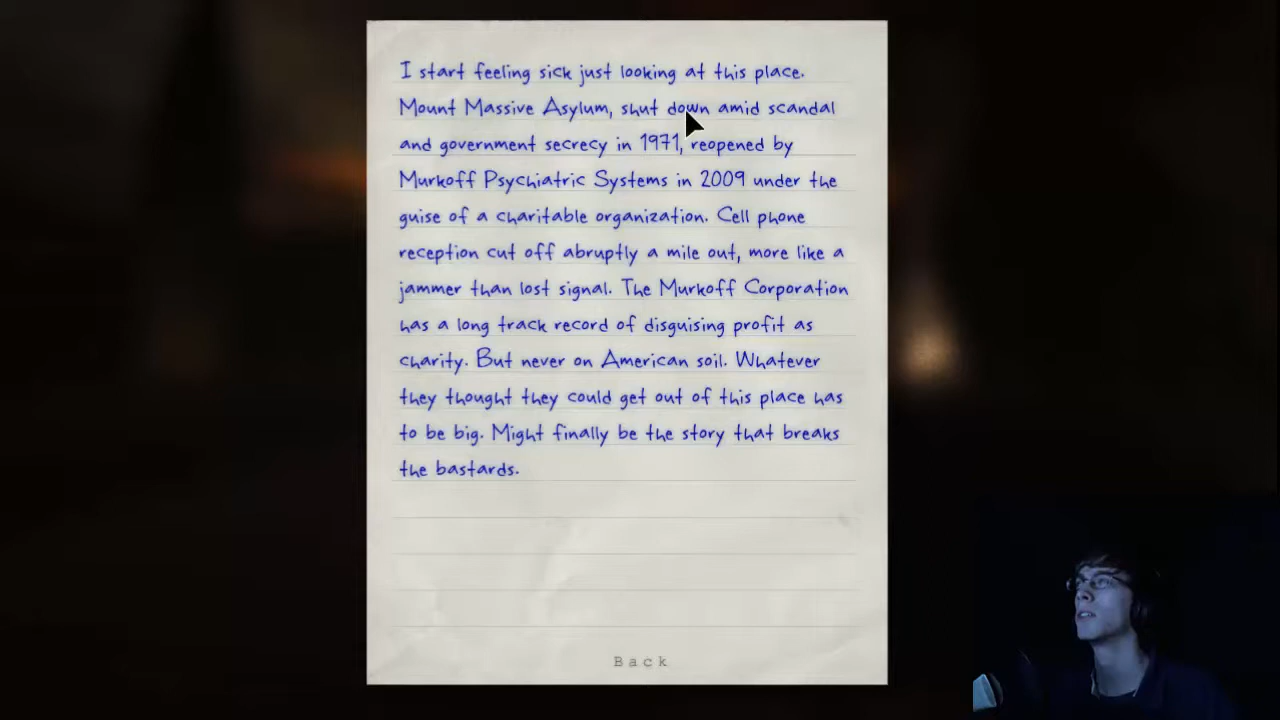 I start feeling sick just looking at this place.
Mount Massive Asylum, shut down amid scandal
and government secrecy in 1971, reopened by
Murkoff Psychiatric Systems in 2009 under the
guise of a charitable organization. Cell phone
reception cut off abruptly a mile out, more like a
jammer than lost signal. The Murkoff Corporation
has a long track record of disguising profit as
charity. But never on American soil. Whatever
they thought they could get out of this place has
to be big. Might finally be the story that breaks
the bastards.
Back